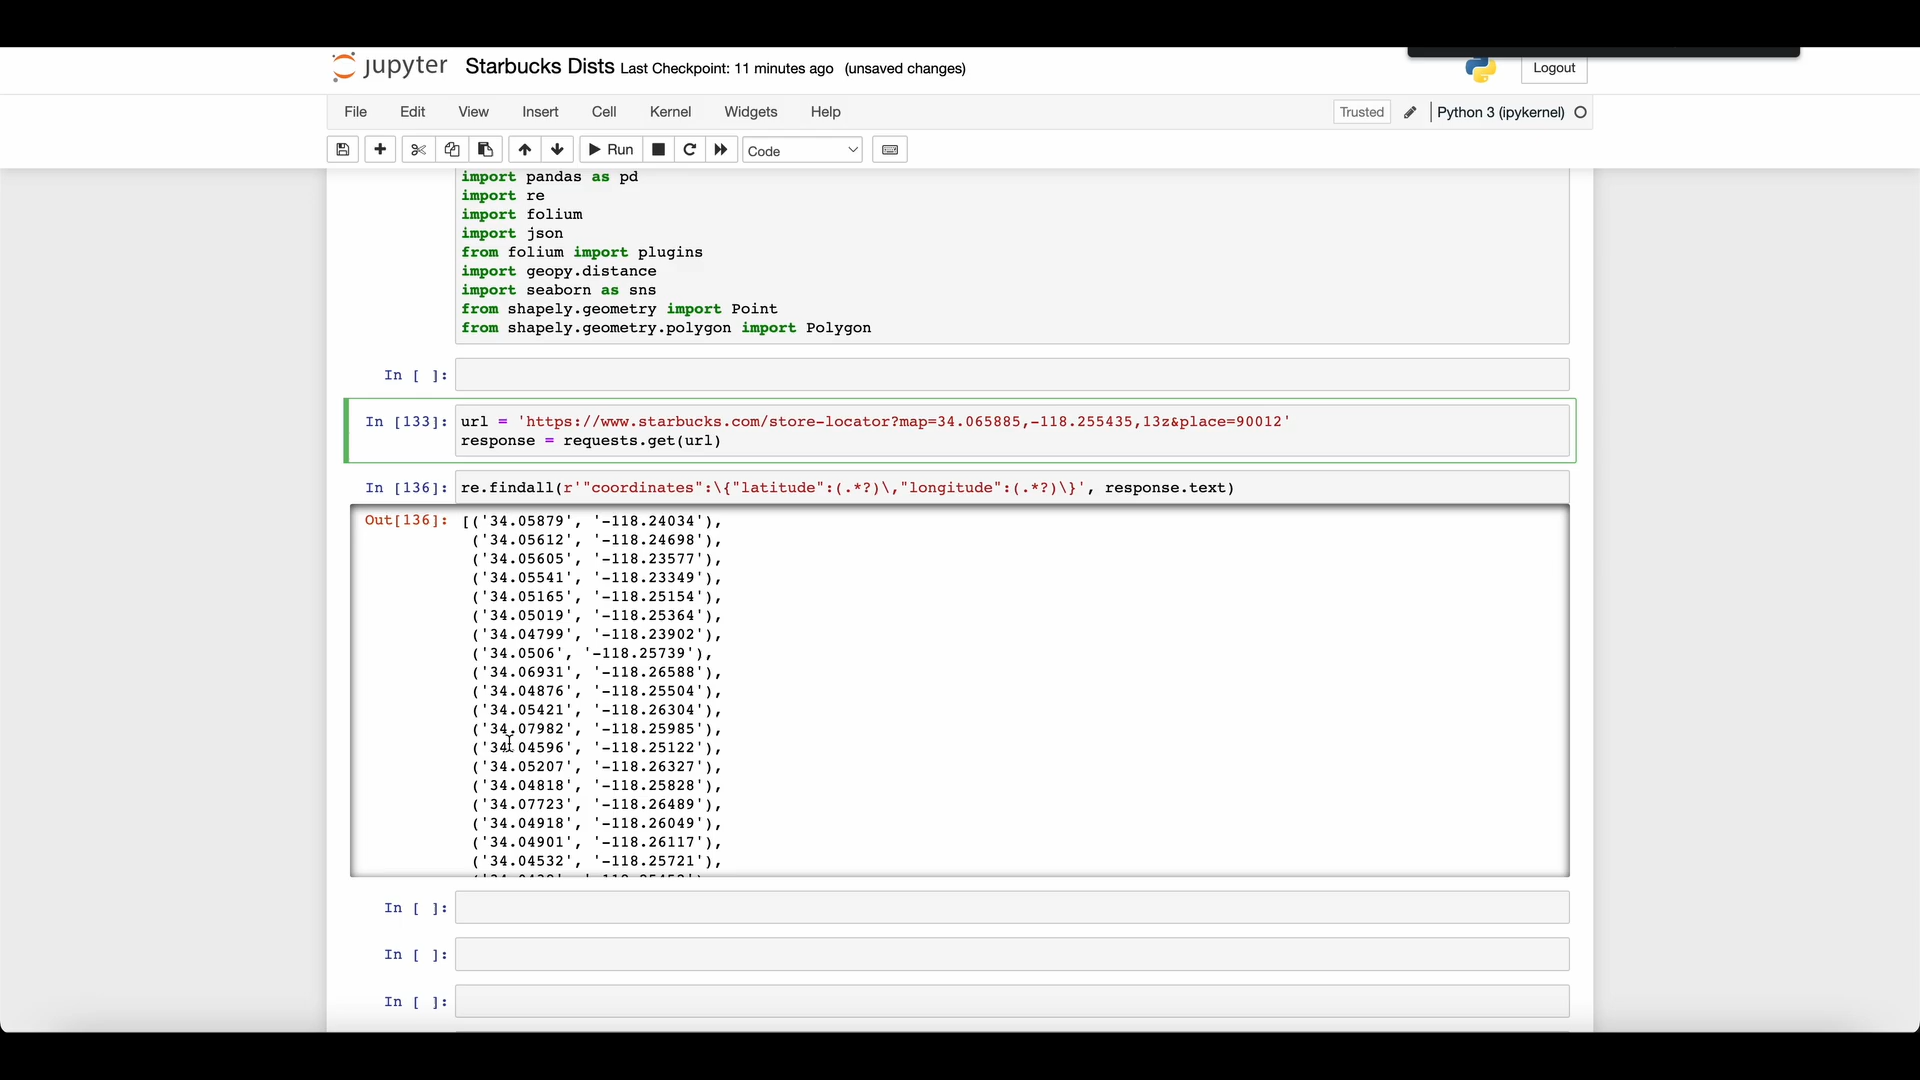 jupyter Starbucks Dists Last Checkpoint: 11 minutes ago (unsaved changes) Logout
File Edit View Insert Cell Kernel Widgets Help Trusted Python 3 (ipykernel)
Run Code
import pandas as pd
import re
import folium
import json
from folium import plugins
import geopy.distance
import seaborn as sns
from shapely.geometry import Point
from shapely.geometry.polygon import Polygon
In [ ]:
In [133]: url = 'https://www.starbucks.com/store-locator?map=34.065885,-118.255435,13z&place=90012'
response = requests.get(url)
In [136]: re.findall(r'"coordinates":\{"latitude":(.*?)\,"longitude":(.*?)\}', response.text)
Out[136]: [('34.05879', '-118.24034'),
('34.05612', '-118.24698'),
('34.05605', '-118.23577'),
('34.05541', '-118.23349'),
('34.05165', '-118.25154'),
('34.05019', '-118.25364'),
('34.04799', '-118.23902'),
('34.0506', '-118.25739'),
('34.06931', '-118.26588'),
('34.04876', '-118.25504'),
('34.05421', '-118.26304'),
('34.07982', '-118.25985'),
('34.04596', '-118.25122'),
('34.05207', '-118.26327'),
('34.04818', '-118.25828'),
('34.07723', '-118.26489'),
('34.04918', '-118.26049'),
('34.04901', '-118.26117'),
('34.04532', '-118.25721'),
In [ ]:
In [ ]:
In [ ]: